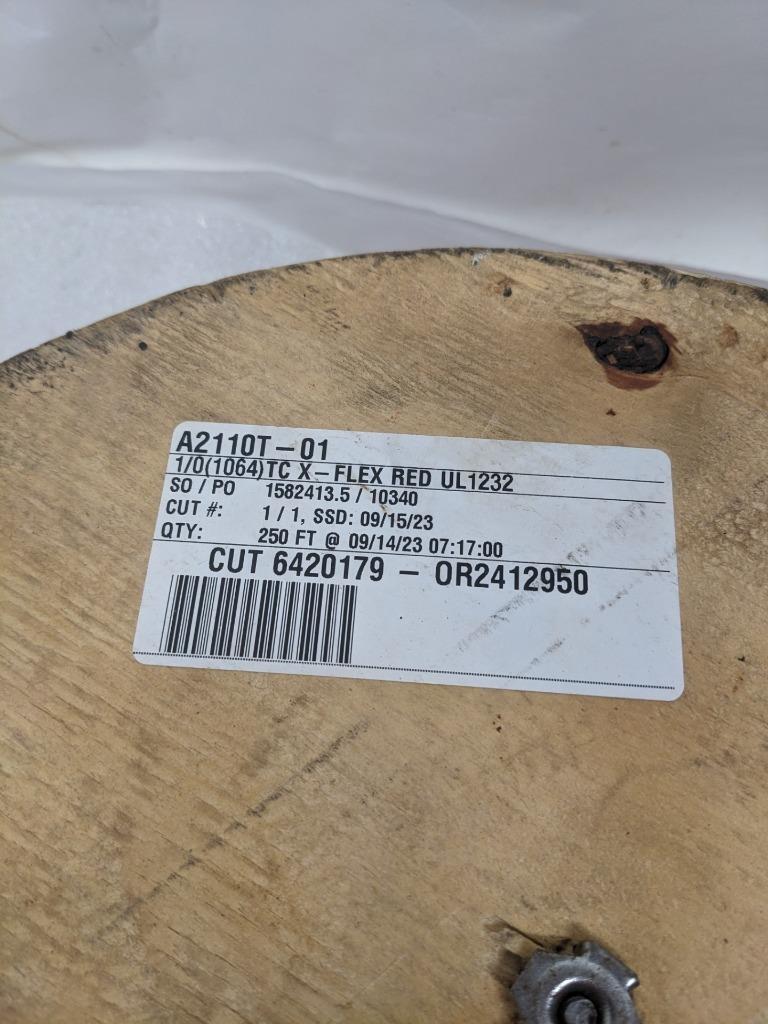 A2110T-01
1/0(1064)TC X-FLEX RED UL1232
SO / PO 1582413.5 / 10340
CUT #: 1 / 1, SSD: 09/15/23
QTY: 250 FT @ 09/14/23 07:17:00
CUT 6420179 - OR2412950